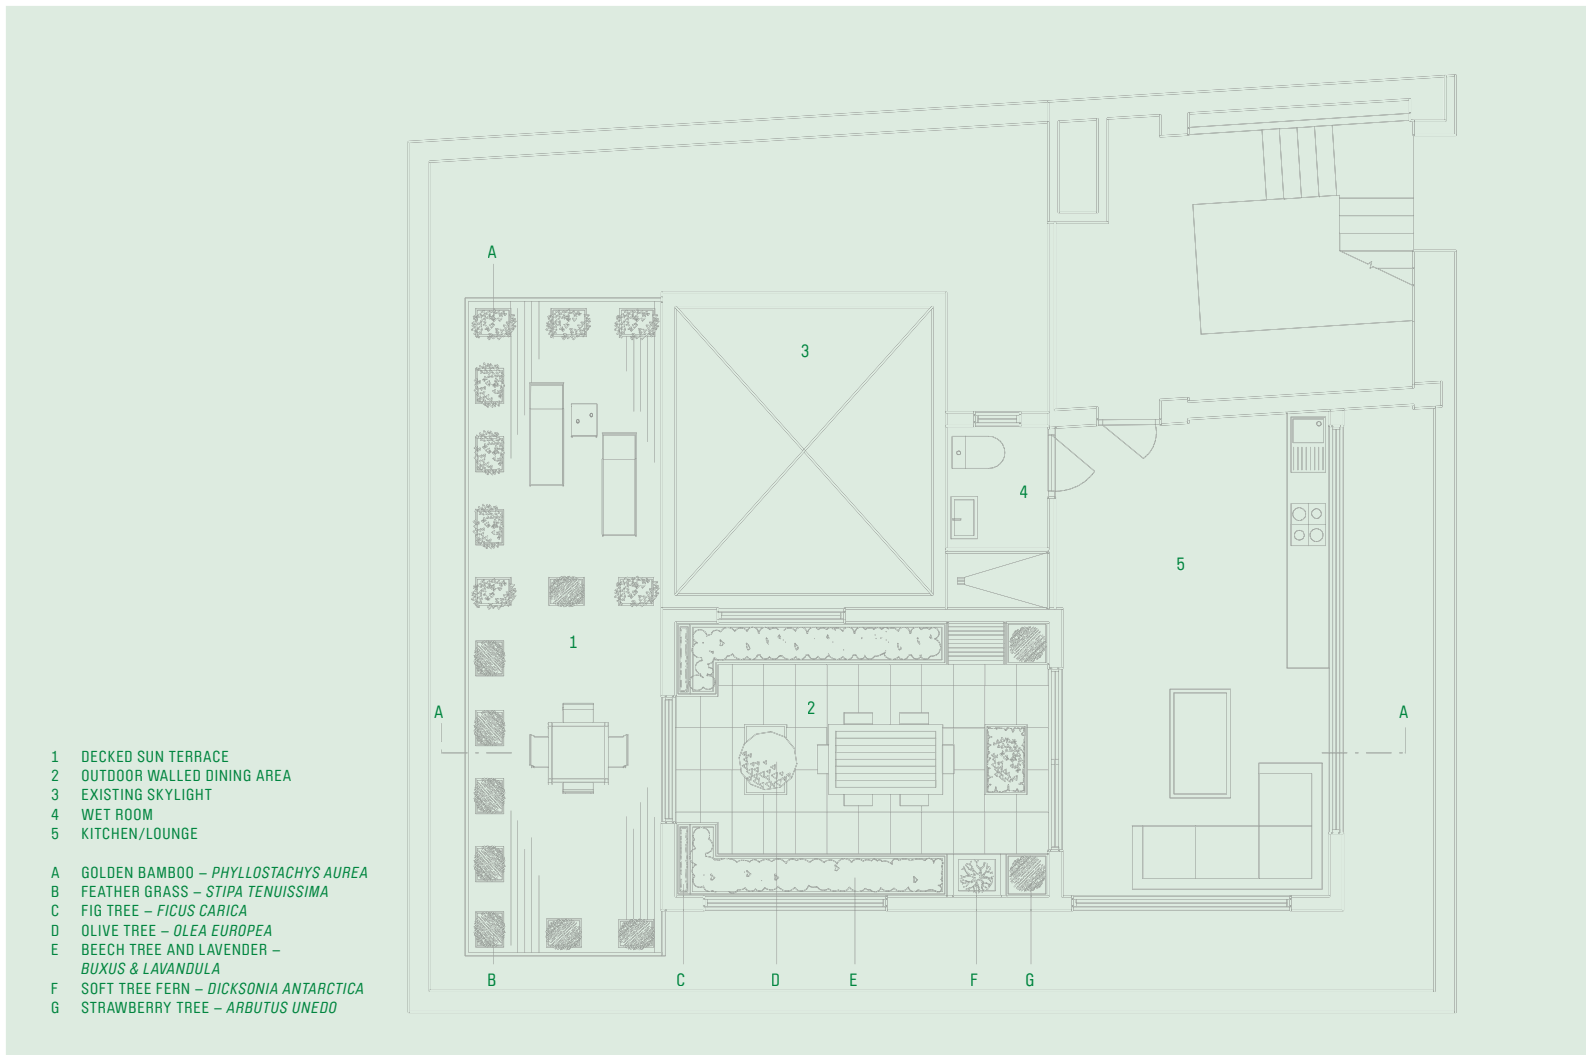 A
3
4
5
1
2
A
A
1 DECKED SUN TERRACE
2 OUTDOOR WALLED DINING AREA
3 EXISTING SKYLIGHT
4 WET ROOM
5 KITCHEN/LOUNGE
A GOLDEN BAMBOO – PHYLLOSTACHYS AUREA
B FEATHER GRASS – STIPA TENUISSIMA
C FIG TREE – FICUS CARICA
D OLIVE TREE – OLEA EUROPEA
E BEECH TREE AND LAVENDER –
BUXUS & LAVANDULA
F SOFT TREE FERN – DICKSONIA ANTARCTICA
G STRAWBERRY TREE – ARBUTUS UNEDO
B C D E F G